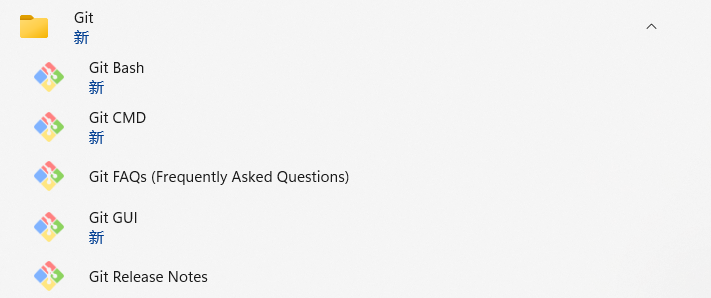 Git
新
Git Bash
新
Git CMD
新
Git FAQs (Frequently Asked Questions)
Git GUI
新
Git Release Notes